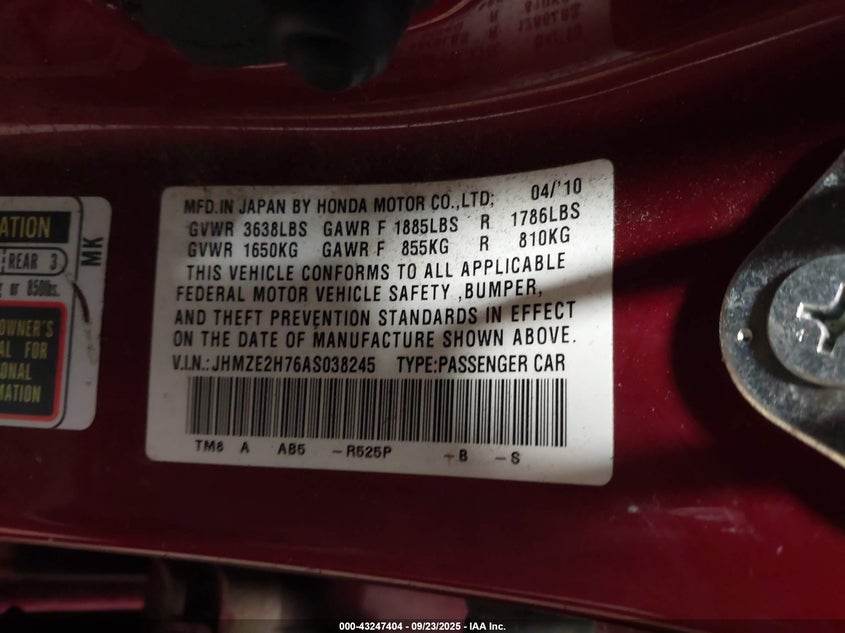 ATION
REAR 3
or 850lbs.
OWNER'S
AL FOR
IONAL
MATION
MK
MFD.IN JAPAN BY HONDA MOTOR CO.,LTD; 04/'10
GVWR 3638LBS GAWR F 1885LBS R 1786LBS
GVWR 1650KG GAWR F 855KG R 810KG
THIS VEHICLE CONFORMS TO ALL APPLICABLE
FEDERAL MOTOR VEHICLE SAFETY ,BUMPER,
AND THEFT PREVENTION STANDARDS IN EFFECT
ON THE DATE OF MANUFACTURE SHOWN ABOVE.
V.I.N.:JHMZE2H76AS038245 TYPE:PASSENGER CAR
TM8 A AB5 -R525P -B -S
000-43247404 - 09/23/2025 - IAA Inc.